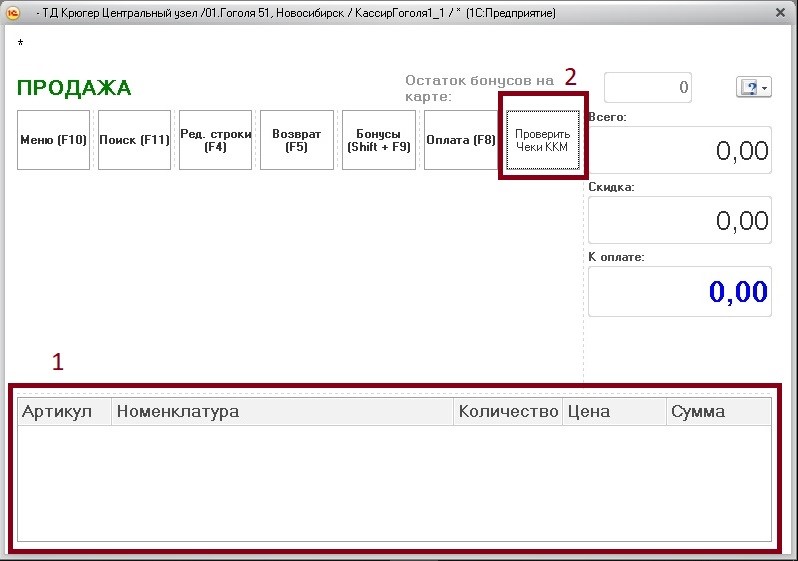 - ТД Крюгер Центральный узел /01.Гоголя 51, Новосибирск / КассирГоголя1_1 / * (1С:Предприятие)
*
ПРОДАЖА
Остаток бонусов на
карте:
2
0
?
Меню (F10)
Поиск (F11)
Ред. строки
(F4)
Возврат
(F5)
Бонусы
(Shift + F9)
Оплата (F8)
Проверить
Чеки ККМ
Всего:
0,00
Скидка:
0,00
К оплате:
0,00
1
Артикул Номенклатура Количество Цена Сумма